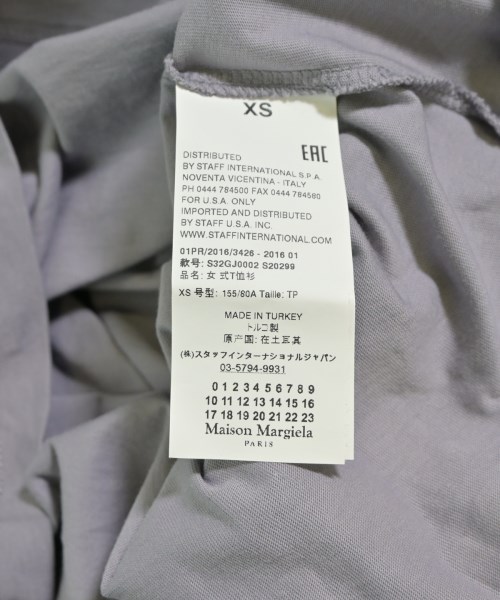 XS
EAC
DISTRIBUTED
BY STAFF INTERNATIONAL S.P.A.
NOVENTA VICENTINA - ITALY
PH 0444 784500 FAX 0444 784560
FOR U.S.A. ONLY
IMPORTED AND DISTRIBUTED
BY STAFF U.S.A. INC.
WWW.STAFFINTERNATIONAL.COM
01PR/2016/3426 - 2016 01
款号: S32GJ0002 S20299
品名: 女 式T恤衫
XS 号型: 155/80A Taille: TP
MADE IN TURKEY
トルコ製
原产国: 在土耳其
(株)スタッフインターナショナルジャパン
03-5794-9931
0 1 2 3 4 5 6 7 8 9
10 11 12 13 14 15 16
17 18 19 20 21 22 23
Maison Margiela
PARIS